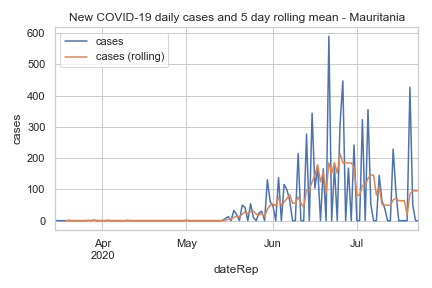 New COVID-19 daily cases and 5 day rolling mean - Mauritania
cases
cases (rolling)
600
500
400
300
200
100
0
cases
Apr
2020
May
Jun
Jul
dateRep